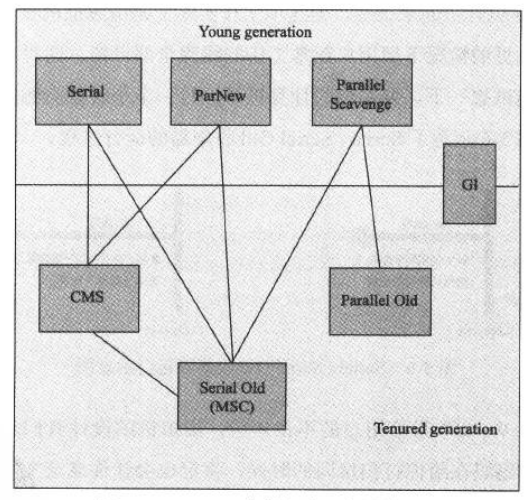 Young generation
Serial
ParNew
Parallel
Scavenge
G1
CMS
Parallel Old
Serial Old
(MSC)
Tenured generation